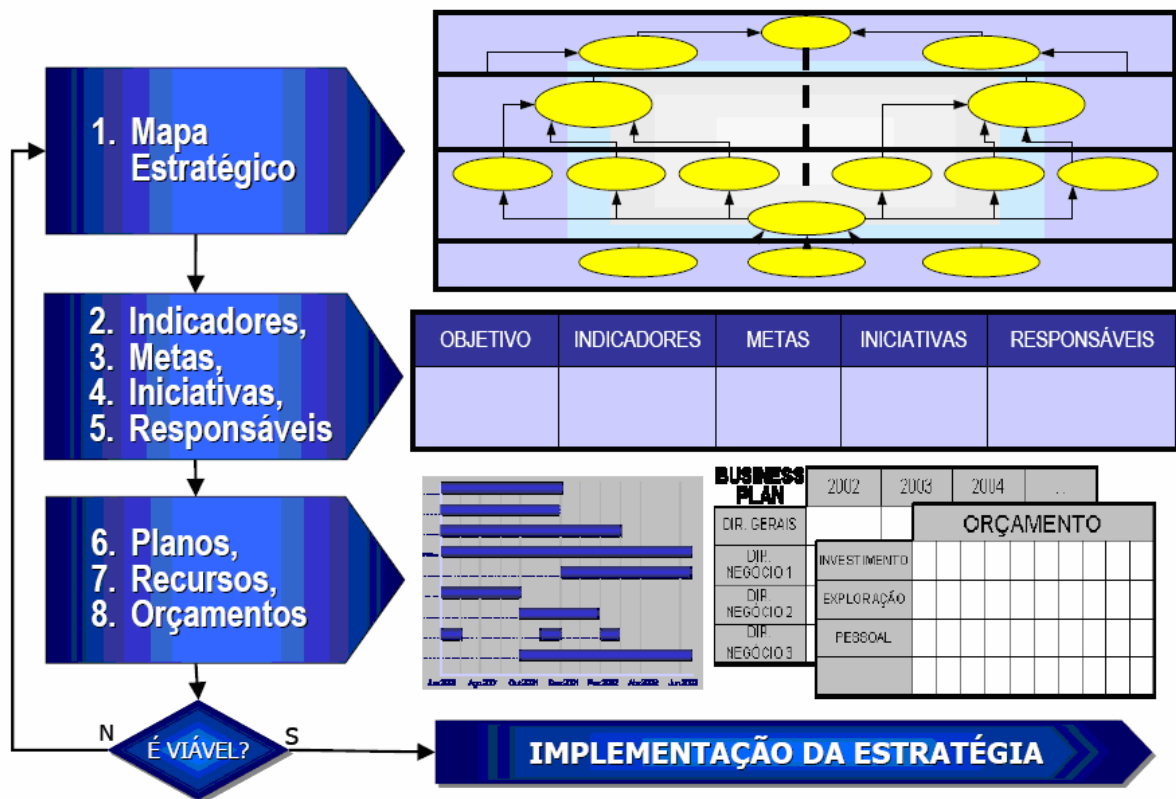 1. Mapa
Estratégico
2. Indicadores,
3. Metas,
4. Iniciativas,
5. Responsáveis
OBJETIVO
INDICADORES
METAS
INICIATIVAS
RESPONSÁVEIS
6. Planos,
7. Recursos,
8. Orçamentos
BUSINESS
PLAN
2002
2003
2004
...
DIR. GERAIS
DIR.
NEGÓCIO 1
DIR.
NEGÓCIO 2
DIR.
NEGÓCIO 3
ORÇAMENTO
INVESTIMENTO
EXPLORAÇÃO
PESSOAL
N
É VIÁVEL?
S
IMPLEMENTAÇÃO DA ESTRATÉGIA